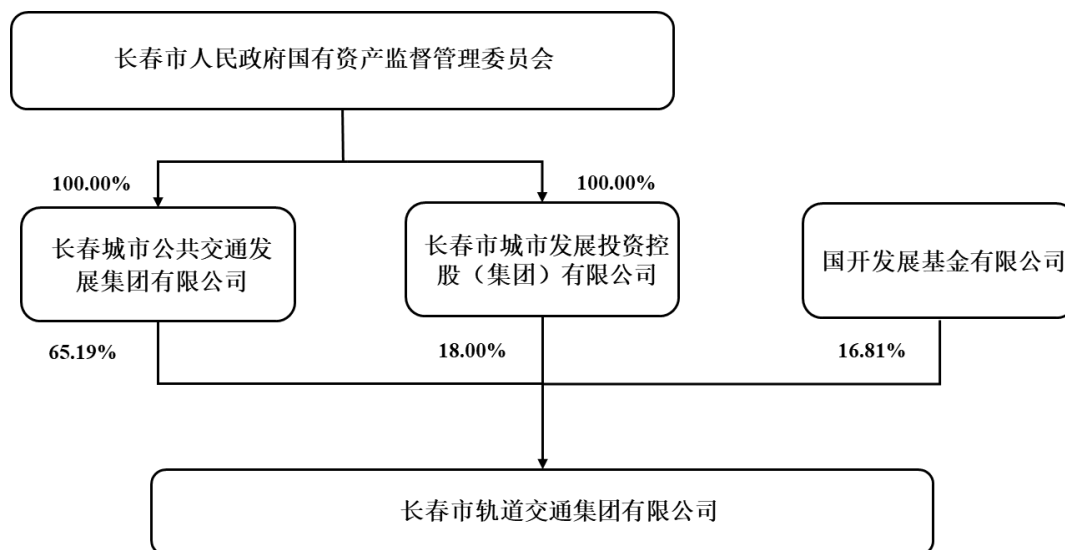 长春市人民政府国有资产监督管理委员会
100.00%
100.00%
长春城市公共交通发
展集团有限公司
长春市城市发展投资控
股（集团）有限公司
国开发展基金有限公司
65.19%
18.00%
16.81%
长春市轨道交通集团有限公司